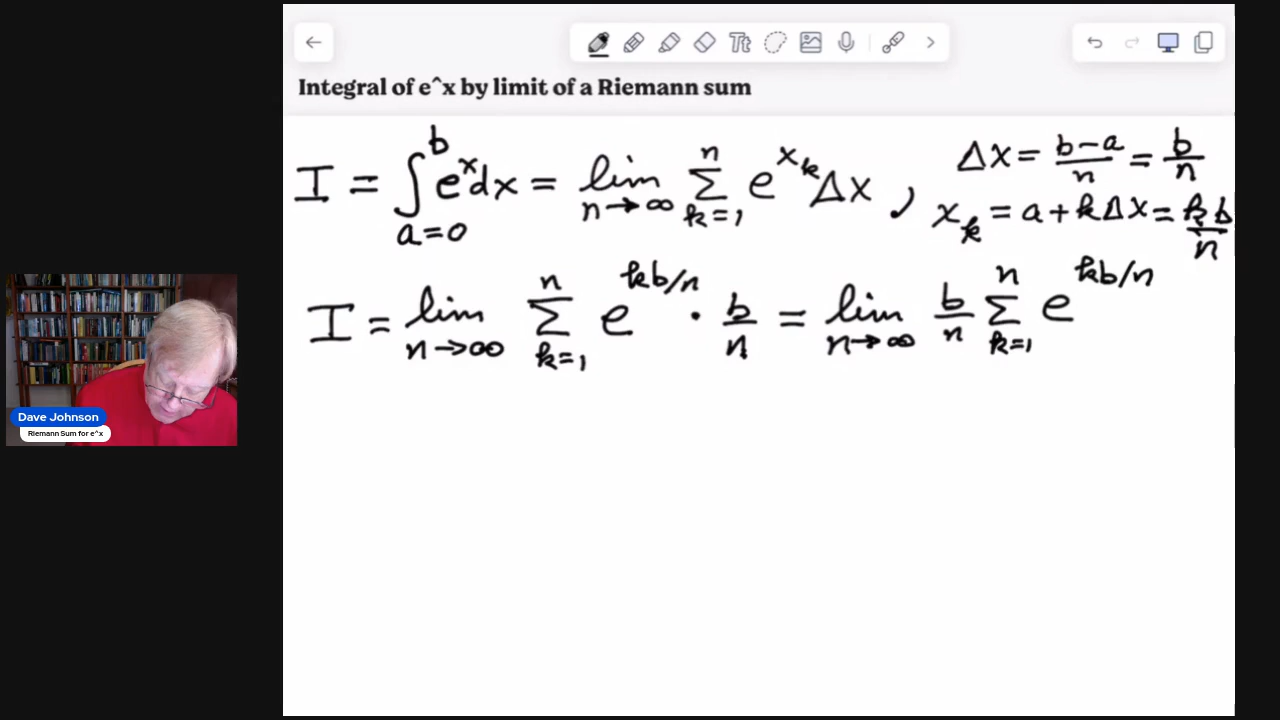 Tt
Integral of e^x by limit of a Riemann sum
I = ∫_{a=0}^{b} e^x dx = lim_{n→∞} Σ_{k=1}^{n} e^{x_k} Δx , Δx = (b-a)/n = b/n
x_k = a + kΔx = kb/n
I = lim_{n→∞} Σ_{k=1}^{n} e^{kb/n} · b/n = lim_{n→∞} b/n Σ_{k=1}^{n} e^{kb/n}
Dave Johnson
Riemann Sum for e^x